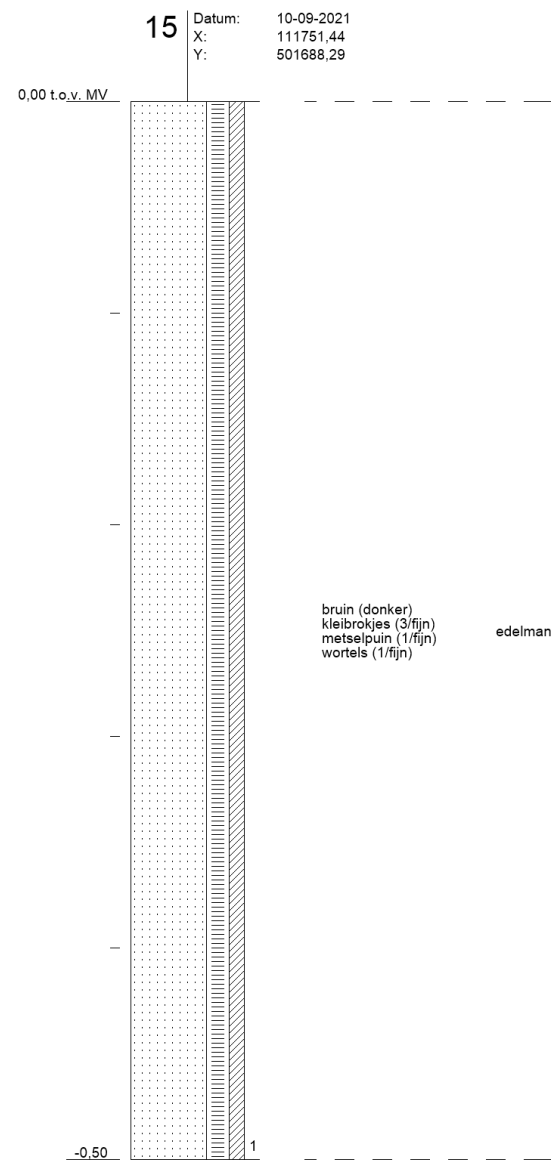 15
Datum: 10-09-2021
X: 111751,44
Y: 501688,29
0,00 t.o.v. MV
bruin (donker)
kleibrokjes (3/fijn)
metselpuin (1/fijn)
wortels (1/fijn)
edelman
1
-0,50